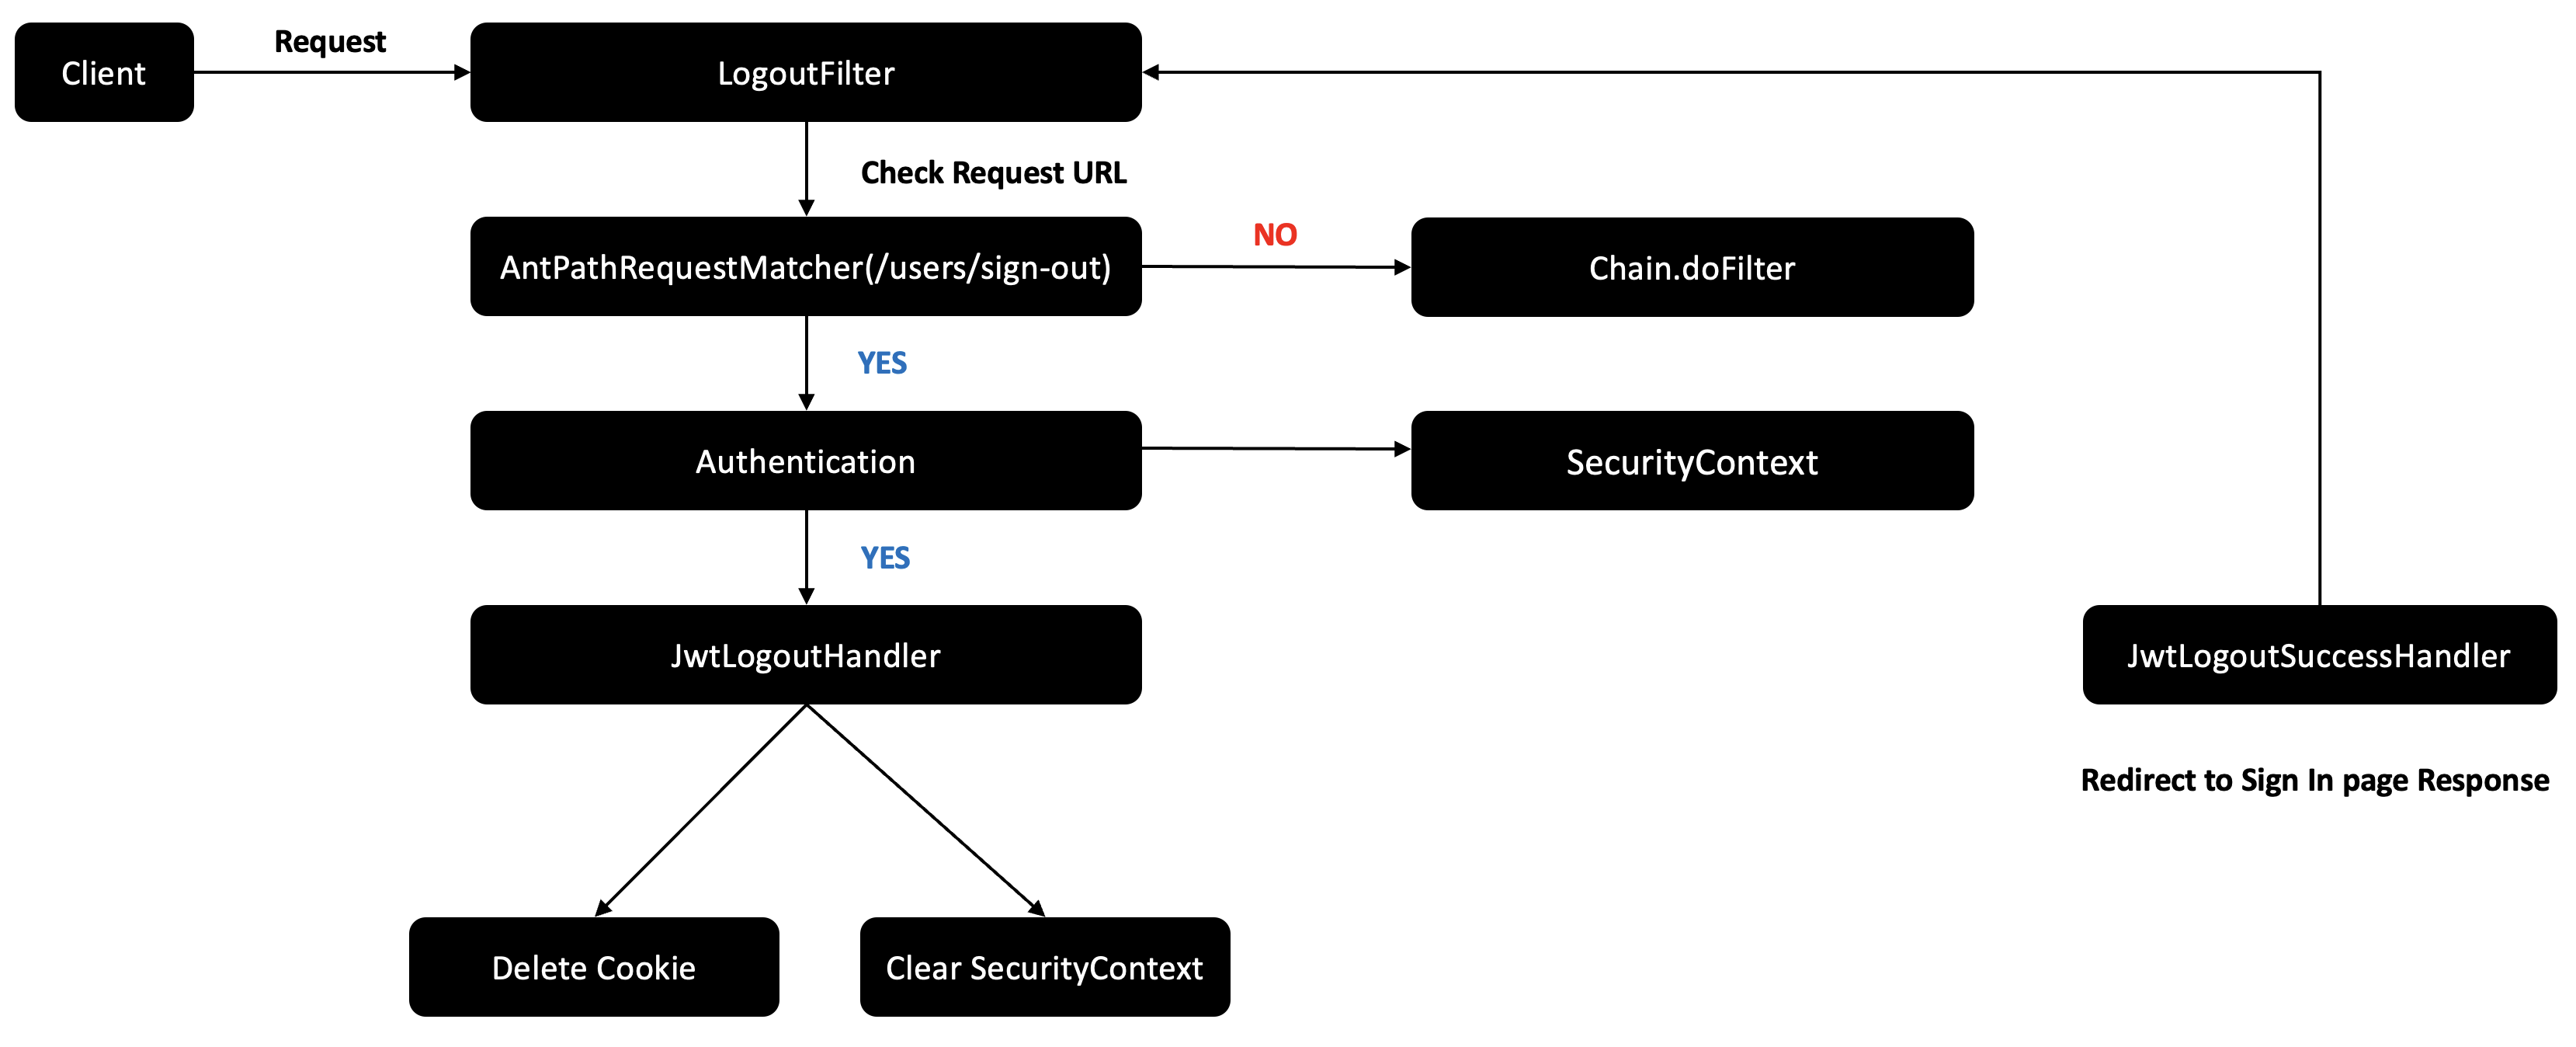 Client
Request
LogoutFilter
Check Request URL
AntPathRequestMatcher(/users/sign-out)
NO
Chain.doFilter
YES
Authentication
SecurityContext
YES
JwtLogoutHandler
JwtLogoutSuccessHandler
Redirect to Sign In page Response
Delete Cookie
Clear SecurityContext